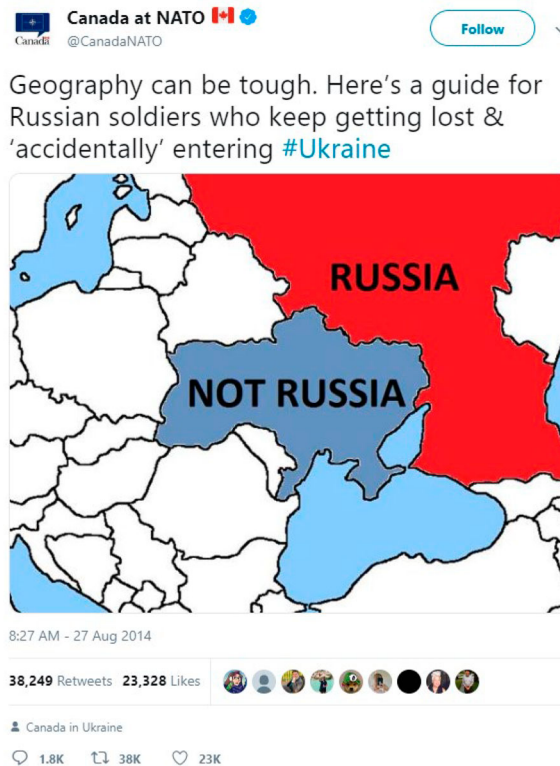 Canada at NATO
Canada
@CanadaNATO
Follow
Geography can be tough. Here’s a guide for
Russian soldiers who keep getting lost &
‘accidentally’ entering #Ukraine
RUSSIA
NOT RUSSIA
8:27 AM - 27 Aug 2014
38,249 Retweets 23,328 Likes
Canada in Ukraine
1.8K 38K 23K